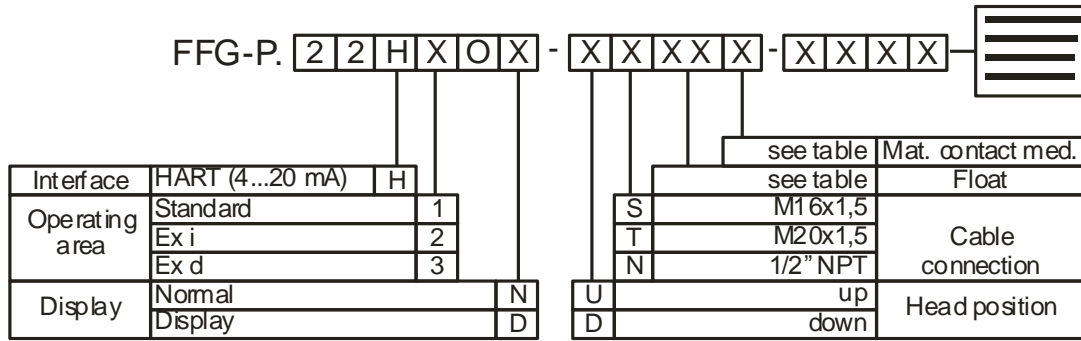 FFG-P. 2 2 H X O X - X X X X X - X X X X
see table Mat. contact med.
Interface HART (4...20 mA) H see table Float
Operating area Standard 1 S M16x1,5 Cable connection
Ex i 2 T M20x1,5
Ex d 3 N 1/2” NPT
Display Normal N U up Head position
Display D D down